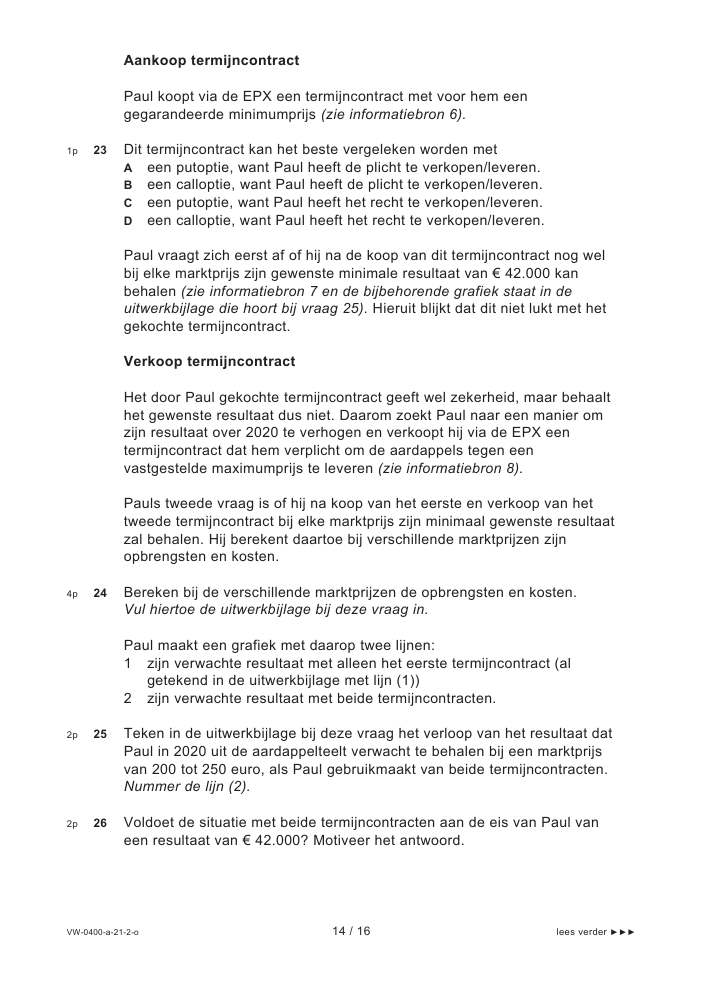 Aankoop termijncontract
Paul koopt via de EPX een termijncontract met voor hem een
gegarandeerde minimumprijs (zie informatiebron 6).
1p 23 Dit termijncontract kan het beste vergeleken worden met
A een putoptie, want Paul heeft de plicht te verkopen/leveren.
B een calloptie, want Paul heeft de plicht te verkopen/leveren.
C een putoptie, want Paul heeft het recht te verkopen/leveren.
D een calloptie, want Paul heeft het recht te verkopen/leveren.
Paul vraagt zich eerst af of hij na de koop van dit termijncontract nog wel
bij elke marktprijs zijn gewenste minimale resultaat van € 42.000 kan
behalen (zie informatiebron 7 en de bijbehorende grafiek staat in de
uitwerkbijlage die hoort bij vraag 25). Hieruit blijkt dat dit niet lukt met het
gekochte termijncontract.
Verkoop termijncontract
Het door Paul gekochte termijncontract geeft wel zekerheid, maar behaalt
het gewenste resultaat dus niet. Daarom zoekt Paul naar een manier om
zijn resultaat over 2020 te verhogen en verkoopt hij via de EPX een
termijncontract dat hem verplicht om de aardappels tegen een
vastgestelde maximumprijs te leveren (zie informatiebron 8).
Pauls tweede vraag is of hij na koop van het eerste en verkoop van het
tweede termijncontract bij elke marktprijs zijn minimaal gewenste resultaat
zal behalen. Hij berekent daartoe bij verschillende marktprijzen zijn
opbrengsten en kosten.
4p 24 Bereken bij de verschillende marktprijzen de opbrengsten en kosten.
Vul hiertoe de uitwerkbijlage bij deze vraag in.
Paul maakt een grafiek met daarop twee lijnen:
1 zijn verwachte resultaat met alleen het eerste termijncontract (al
getekend in de uitwerkbijlage met lijn (1))
2 zijn verwachte resultaat met beide termijncontracten.
2p 25 Teken in de uitwerkbijlage bij deze vraag het verloop van het resultaat dat
Paul in 2020 uit de aardappelteelt verwacht te behalen bij een marktprijs
van 200 tot 250 euro, als Paul gebruikmaakt van beide termijncontracten.
Nummer de lijn (2).
2p 26 Voldoet de situatie met beide termijncontracten aan de eis van Paul van
een resultaat van € 42.000? Motiveer het antwoord.
VW-0400-a-21-2-o 14 / 16 lees verder ►►►